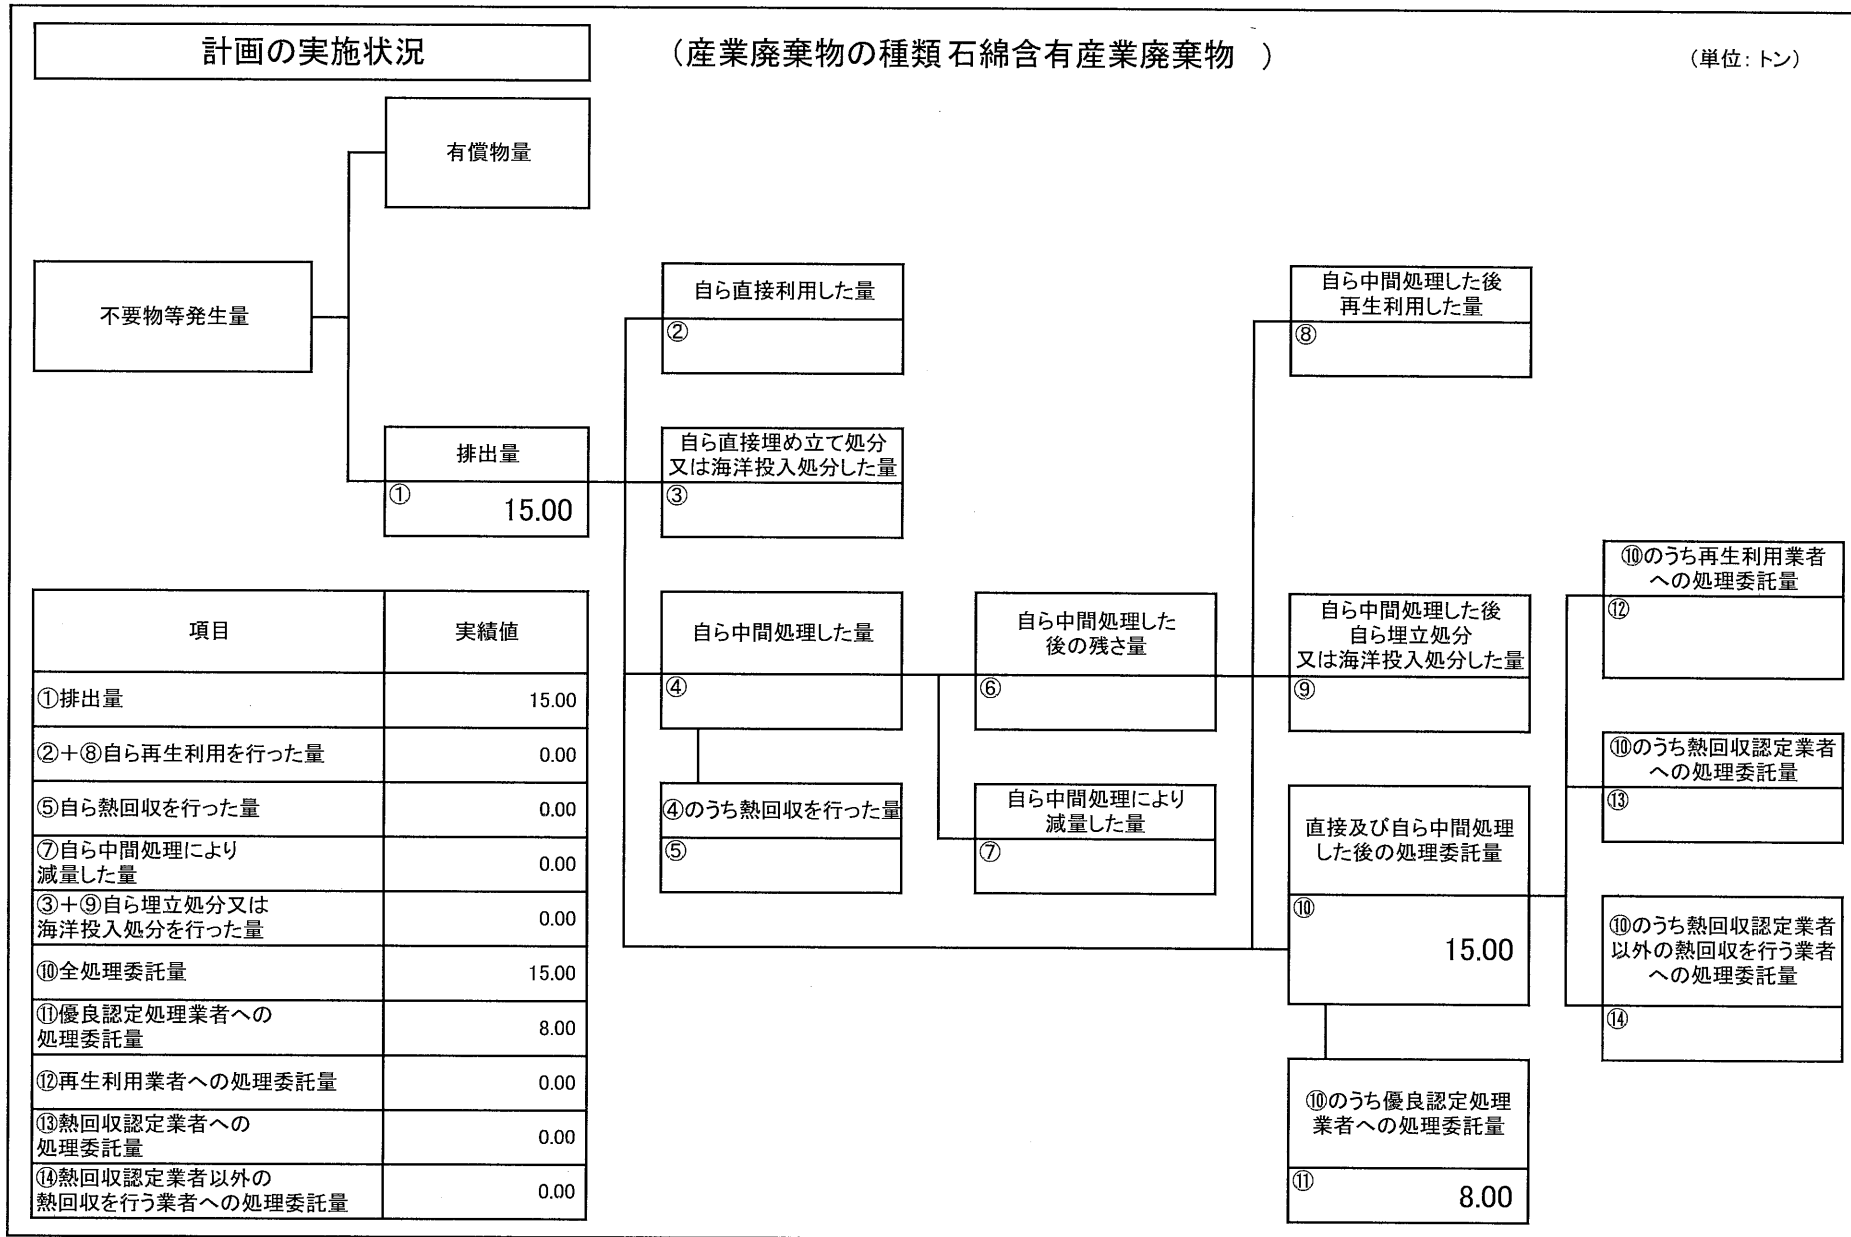 計画の実施状況
（産業廃棄物の種類 石綿含有産業廃棄物 ）
（単位：トン）
有償物量
不要物等発生量
自ら直接利用した量
②
自ら中間処理した後
再生利用した量
⑧
排出量
①
15.00
自ら直接埋め立て処分
又は海洋投入処分した量
③
項目 実績値
①排出量 15.00
②＋⑧自ら再生利用を行った量 0.00
⑤自ら熱回収を行った量 0.00
⑦自ら中間処理により
減量した量 0.00
③＋⑨自ら埋立処分又は
海洋投入処分を行った量 0.00
⑩全処理委託量 15.00
⑪優良認定処理業者への
処理委託量 8.00
⑫再生利用業者への処理委託量 0.00
⑬熱回収認定業者への
処理委託量 0.00
⑭熱回収認定業者以外の
熱回収を行う業者への処理委託量 0.00
自ら中間処理した量
④
④のうち熱回収を行った量
⑤
自ら中間処理した
後の残さ量
⑥
自ら中間処理により
減量した量
⑦
自ら中間処理した後
自ら埋立処分
又は海洋投入処分した量
⑨
直接及び自ら中間処理
した後の処理委託量
⑩
15.00
⑩のうち優良認定処理
業者への処理委託量
⑪
8.00
⑩のうち再生利用業者
への処理委託量
⑫
⑩のうち熱回収認定業者
への処理委託量
⑬
⑩のうち熱回収認定業者
以外の熱回収を行う業者
への処理委託量
⑭